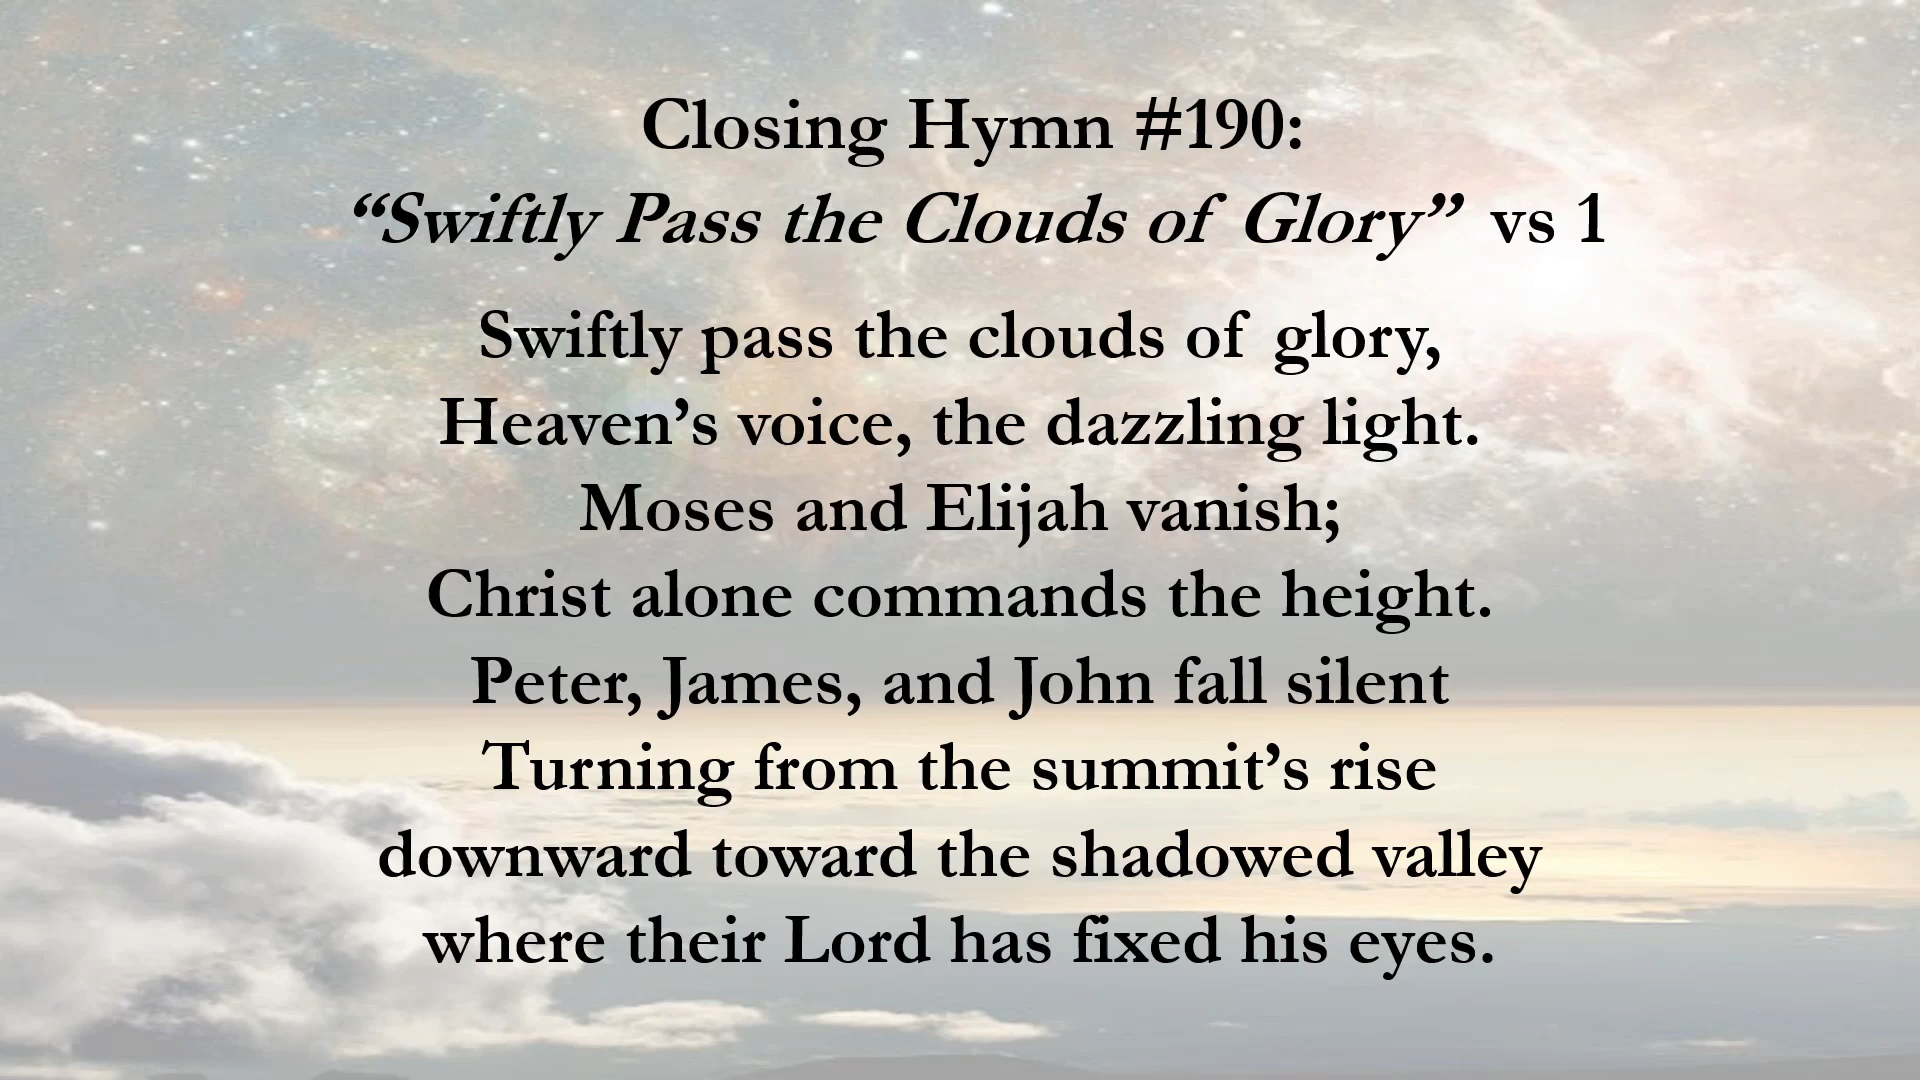 Closing Hymn #190:
“Swiftly Pass the Clouds of Glory” vs 1
Swiftly pass the clouds of glory,
Heaven’s voice, the dazzling light.
Moses and Elijah vanish;
Christ alone commands the height.
Peter, James, and John fall silent
Turning from the summit’s rise
downward toward the shadowed valley
where their Lord has fixed his eyes.